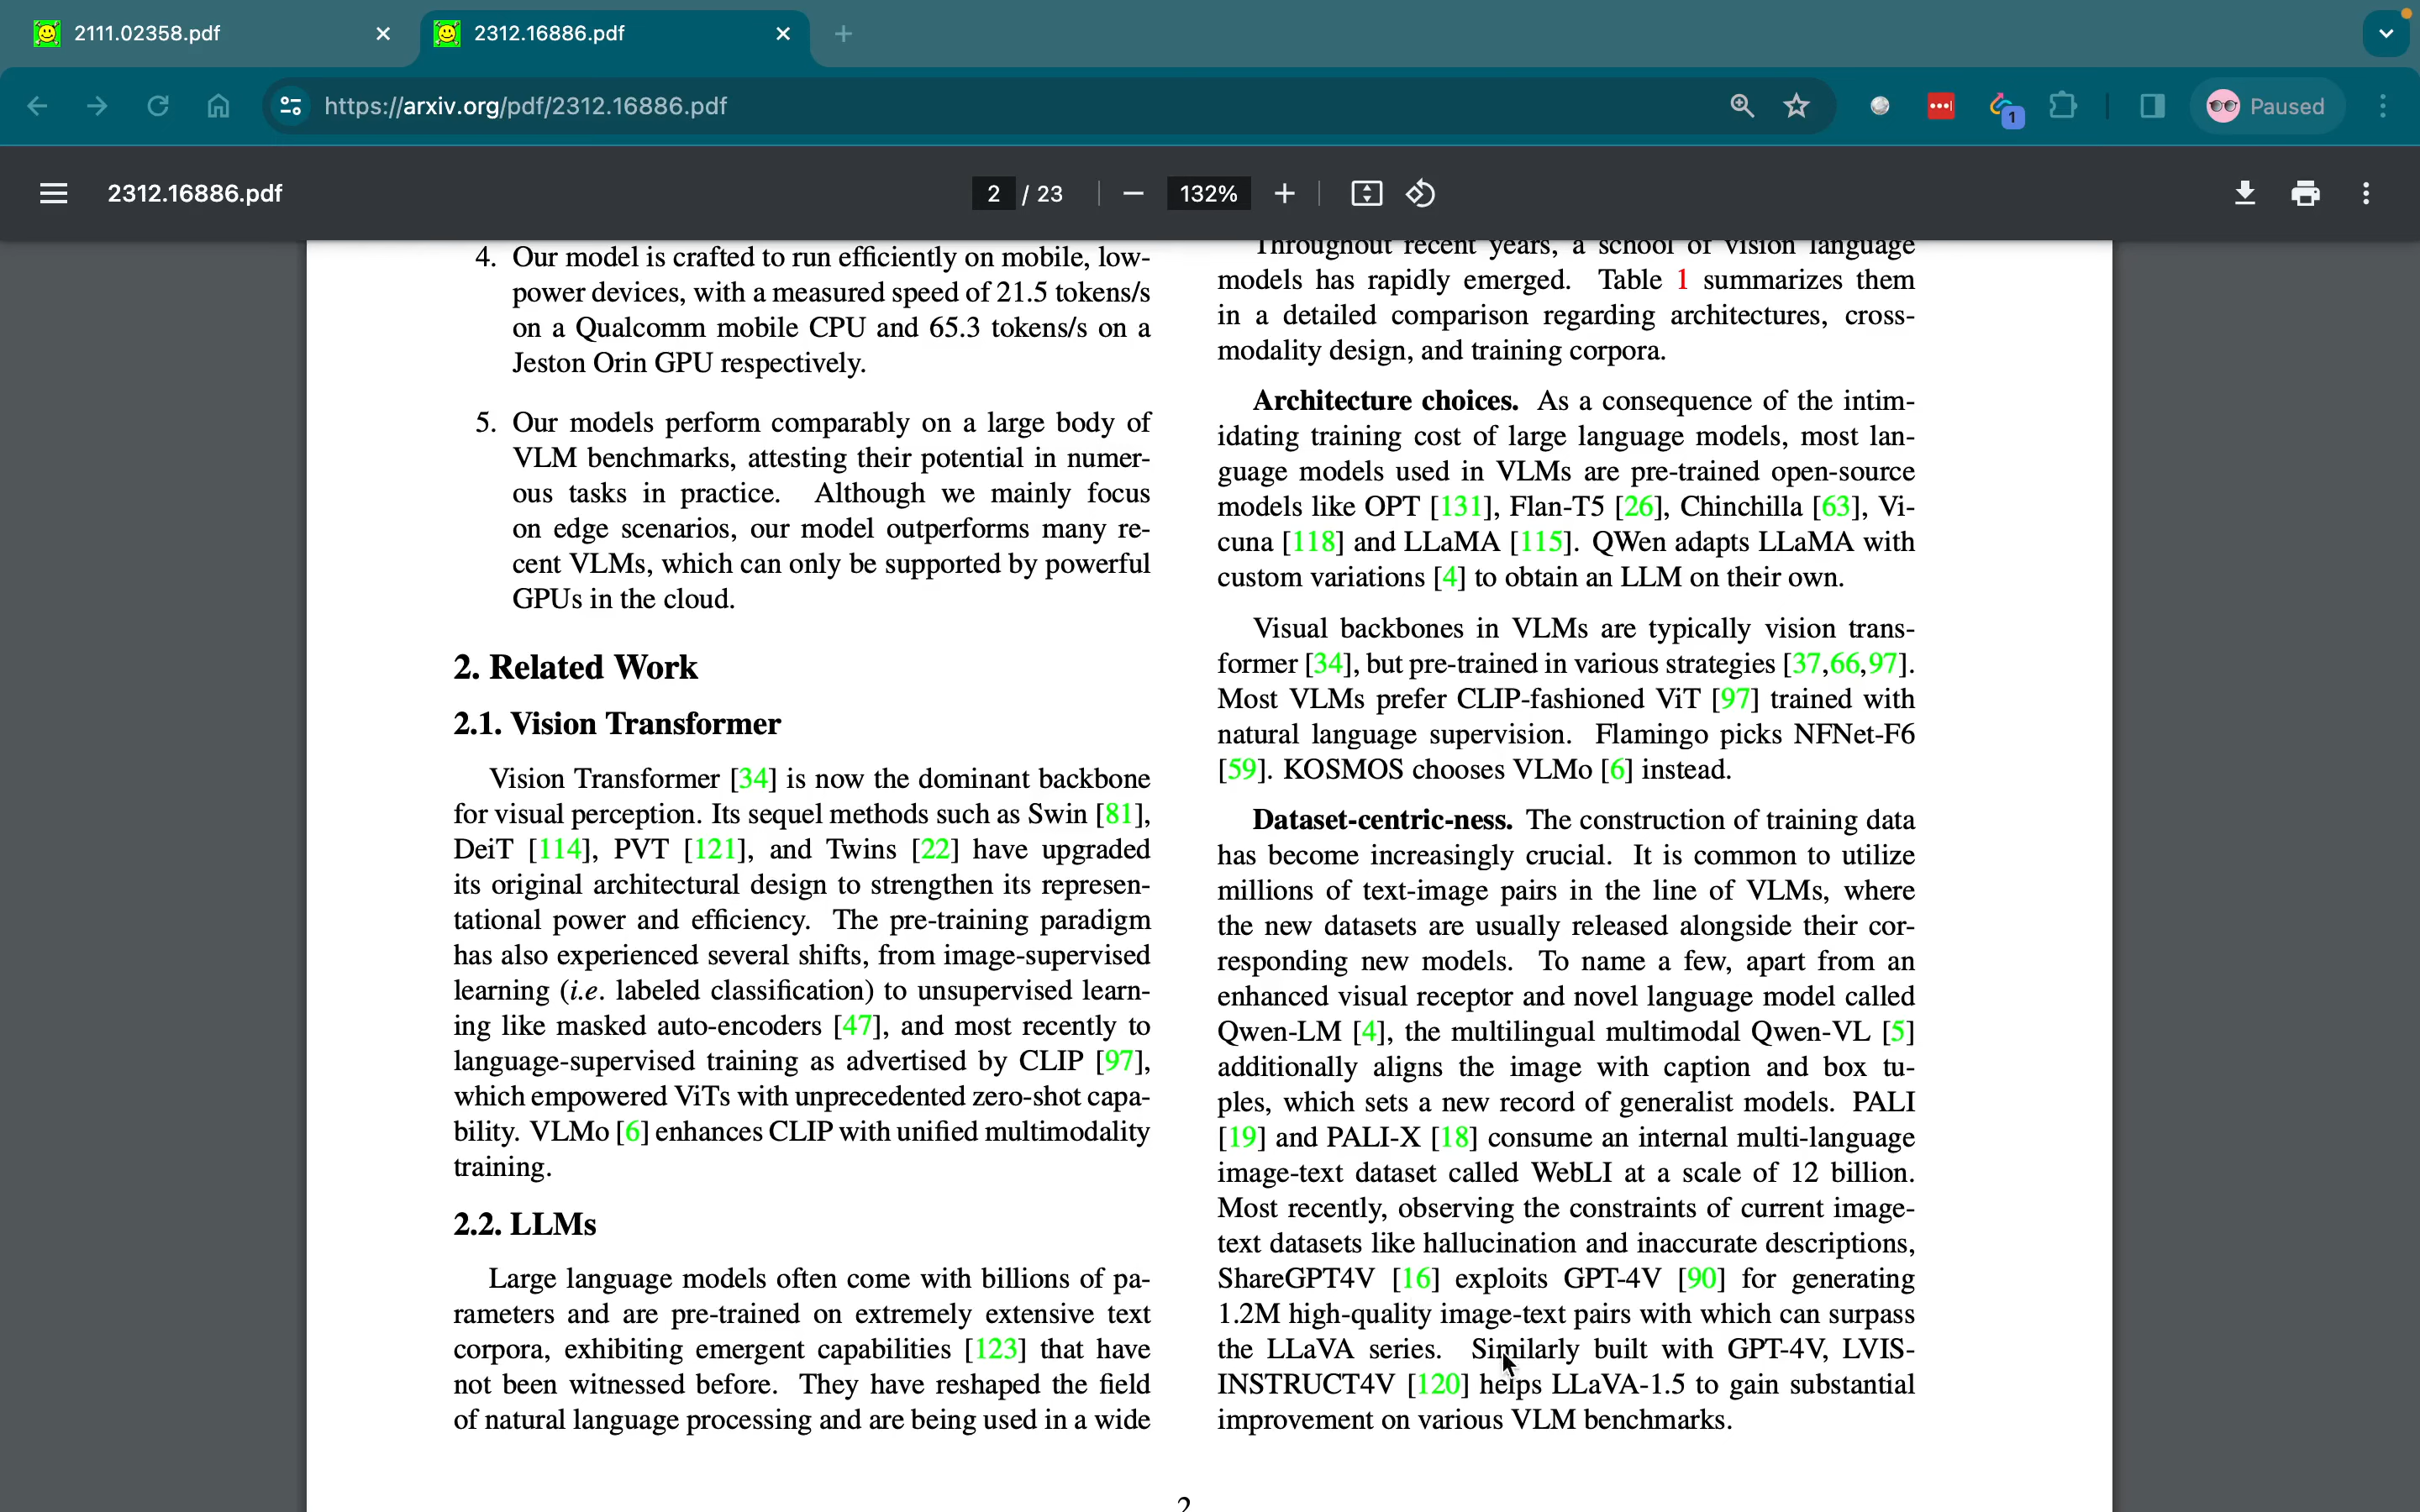 2111.02358.pdf
2312.16886.pdf
https://arxiv.org/pdf/2312.16886.pdf
1
Paused
2312.16886.pdf
2 / 23
132%
4. Our model is crafted to run efficiently on mobile, low-
power devices, with a measured speed of 21.5 tokens/s
on a Qualcomm mobile CPU and 65.3 tokens/s on a
Jeston Orin GPU respectively.
5. Our models perform comparably on a large body of
VLM benchmarks, attesting their potential in numer-
ous tasks in practice. Although we mainly focus
on edge scenarios, our model outperforms many re-
cent VLMs, which can only be supported by powerful
GPUs in the cloud.
2. Related Work
2.1. Vision Transformer
Vision Transformer [34] is now the dominant backbone
for visual perception. Its sequel methods such as Swin [81],
DeiT [114], PVT [121], and Twins [22] have upgraded
its original architectural design to strengthen its represen-
tational power and efficiency. The pre-training paradigm
has also experienced several shifts, from image-supervised
learning (i.e. labeled classification) to unsupervised learn-
ing like masked auto-encoders [47], and most recently to
language-supervised training as advertised by CLIP [97],
which empowered ViTs with unprecedented zero-shot capa-
bility. VLMo [6] enhances CLIP with unified multimodality
training.
2.2. LLMs
Large language models often come with billions of pa-
rameters and are pre-trained on extremely extensive text
corpora, exhibiting emergent capabilities [123] that have
not been witnessed before. They have reshaped the field
of natural language processing and are being used in a wide
Throughout recent years, a school of vision language
models has rapidly emerged. Table 1 summarizes them
in a detailed comparison regarding architectures, cross-
modality design, and training corpora.
Architecture choices. As a consequence of the intim-
idating training cost of large language models, most lan-
guage models used in VLMs are pre-trained open-source
models like OPT [131], Flan-T5 [26], Chinchilla [63], Vi-
cuna [118] and LLaMA [115]. QWen adapts LLaMA with
custom variations [4] to obtain an LLM on their own.
Visual backbones in VLMs are typically vision trans-
former [34], but pre-trained in various strategies [37,66,97].
Most VLMs prefer CLIP-fashioned ViT [97] trained with
natural language supervision. Flamingo picks NFNet-F6
[59]. KOSMOS chooses VLMo [6] instead.
Dataset-centric-ness. The construction of training data
has become increasingly crucial. It is common to utilize
millions of text-image pairs in the line of VLMs, where
the new datasets are usually released alongside their cor-
responding new models. To name a few, apart from an
enhanced visual receptor and novel language model called
Qwen-LM [4], the multilingual multimodal Qwen-VL [5]
additionally aligns the image with caption and box tu-
ples, which sets a new record of generalist models. PALI
[19] and PALI-X [18] consume an internal multi-language
image-text dataset called WebLI at a scale of 12 billion.
Most recently, observing the constraints of current image-
text datasets like hallucination and inaccurate descriptions,
ShareGPT4V [16] exploits GPT-4V [90] for generating
1.2M high-quality image-text pairs with which can surpass
the LLaVA series. Similarly built with GPT-4V, LVIS-
INSTRUCT4V [120] helps LLaVA-1.5 to gain substantial
improvement on various VLM benchmarks.
2